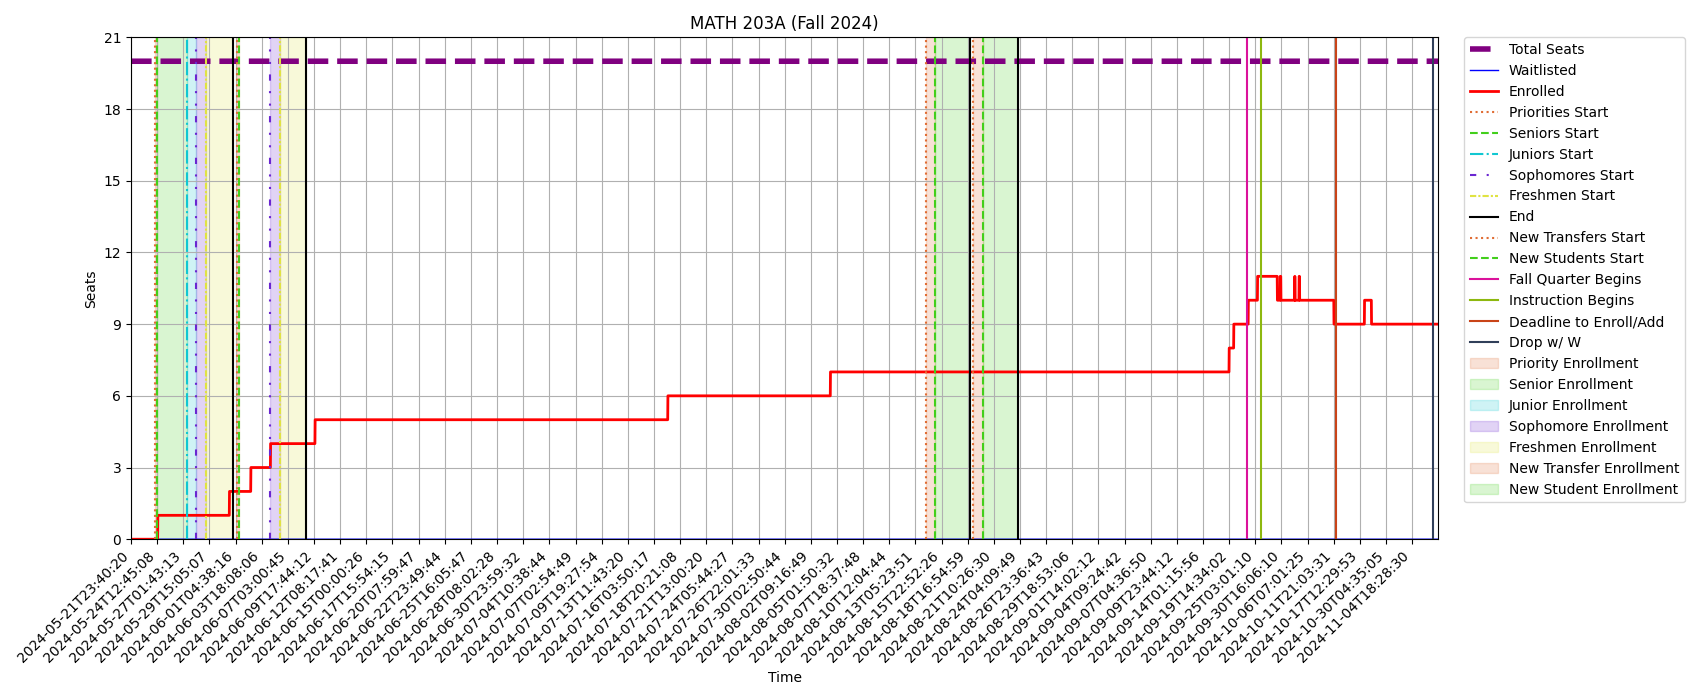 MATH 203A (Fall 2024)
Seats
21
18
15
12
9
6
3
0
2024-05-21T23:40:20
2024-05-24T12:45:08
2024-05-27T01:43:13
2024-05-29T15:05:07
2024-06-01T04:38:16
2024-06-03T18:08:06
2024-06-07T03:00:45
2024-06-09T17:44:12
2024-06-12T08:17:41
2024-06-15T00:00:26
2024-06-17T15:54:15
2024-06-20T07:59:47
2024-06-22T23:49:44
2024-06-25T16:05:47
2024-06-28T08:02:28
2024-06-30T23:59:32
2024-07-04T10:38:44
2024-07-07T02:54:49
2024-07-09T19:27:54
2024-07-13T11:43:20
2024-07-16T03:50:17
2024-07-18T20:21:08
2024-07-21T13:00:20
2024-07-24T05:44:27
2024-07-26T22:01:33
2024-07-30T02:50:44
2024-08-02T09:16:49
2024-08-05T01:50:32
2024-08-07T18:37:48
2024-08-10T12:04:44
2024-08-13T05:23:51
2024-08-15T22:52:26
2024-08-18T16:54:59
2024-08-21T10:26:30
2024-08-24T04:09:49
2024-08-26T23:36:43
2024-08-29T18:53:06
2024-09-01T14:02:12
2024-09-04T09:24:42
2024-09-07T04:36:50
2024-09-09T23:44:12
2024-09-14T01:15:56
2024-09-19T14:34:02
2024-09-25T03:01:10
2024-09-30T16:06:10
2024-10-06T07:01:25
2024-10-11T21:03:31
2024-10-17T12:29:53
2024-10-30T04:35:05
2024-11-04T18:28:30
Time
Total Seats
Waitlisted
Enrolled
Priorities Start
Seniors Start
Juniors Start
Sophomores Start
Freshmen Start
End
New Transfers Start
New Students Start
Fall Quarter Begins
Instruction Begins
Deadline to Enroll/Add
Drop w/ W
Priority Enrollment
Senior Enrollment
Junior Enrollment
Sophomore Enrollment
Freshmen Enrollment
New Transfer Enrollment
New Student Enrollment